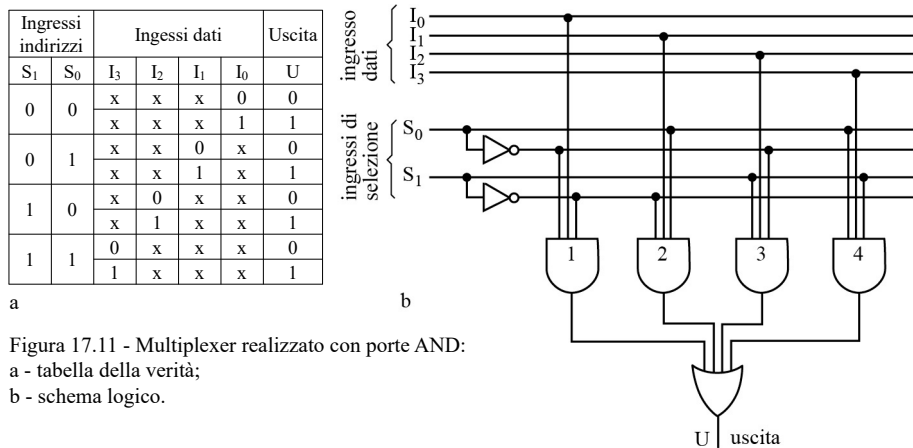 Ingressi indirizzi Ingessi dati Uscita
S1 S0 I3 I2 I1 I0 U
0 0 x x x 0 0
x x x 1 1
0 1 x x 0 x 0
x x 1 x 1
1 0 x 0 x x 0
x 1 x x 1
1 1 0 x x x 0
1 x x x 1
a
ingresso dati
I0
I1
I2
I3
ingressi di selezione
S0
S1
1 2 3 4
b
U uscita
Figura 17.11 - Multiplexer realizzato con porte AND:
a - tabella della verità;
b - schema logico.